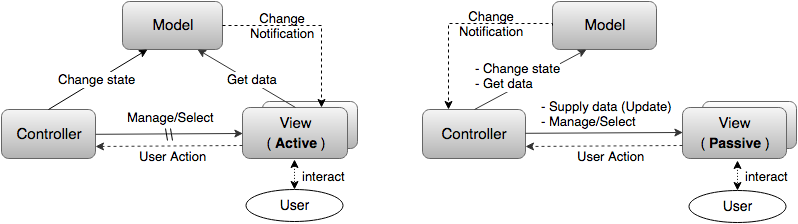 Model
Change
Notification
Change state
Get data
Controller
Manage/Select
User Action
View
( Active )
interact
User
Change
Notification
Model
- Change state
- Get data
Controller
- Supply data (Update)
- Manage/Select
User Action
View
( Passive )
interact
User